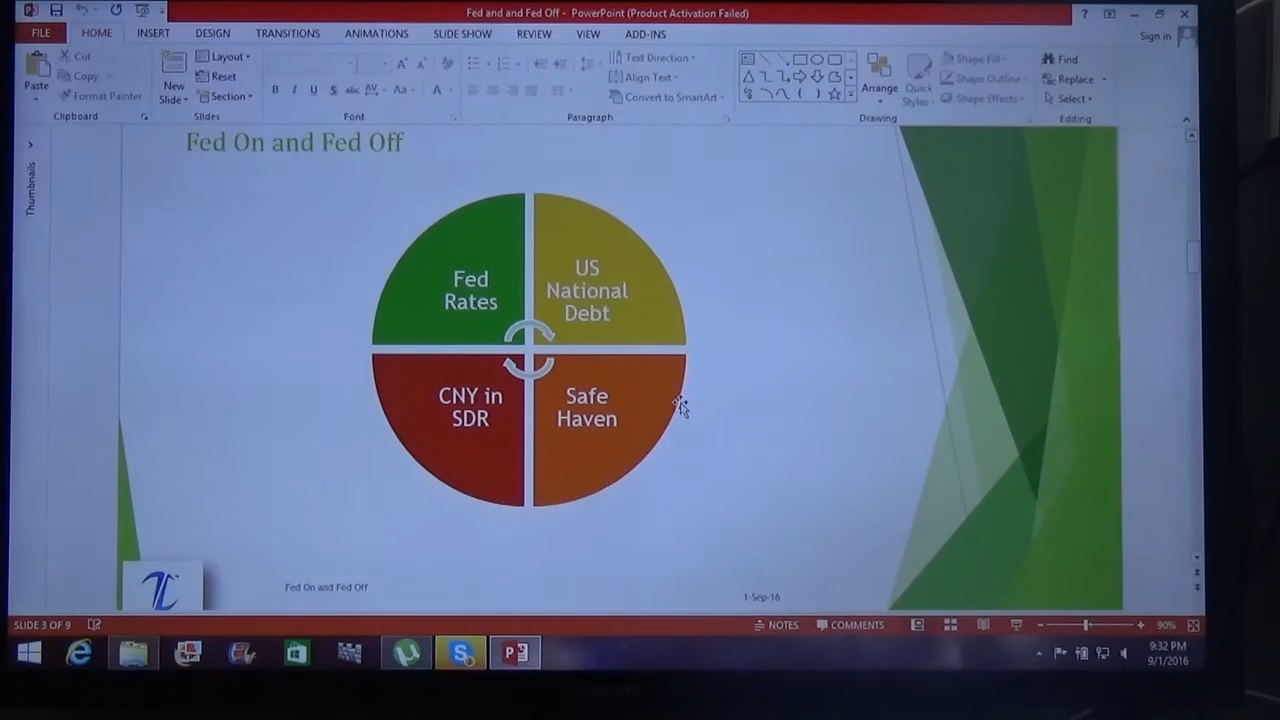 Fed and and Fed Off - PowerPoint (Product Activation Failed)
?
FILE
HOME
INSERT
DESIGN
TRANSITIONS
ANIMATIONS
SLIDE SHOW
REVIEW
VIEW
ADD-INS
Sign in
Paste
Cut
Copy
Format Painter
Clipboard
New
Slide
Layout
Reset
Section
Slides
B I U S abc AV Aa A
Font
Text Direction
Align Text
Convert to SmartArt
Paragraph
Arrange
Quick
Styles
Shape Fill
Shape Outline
Shape Effects
Drawing
Find
Replace
Select
Editing
Thumbnails
Fed On and Fed Off
Fed
Rates
US
National
Debt
CNY in
SDR
Safe
Haven
Fed On and Fed Off
1-Sep-16
SLIDE 3 OF 9
NOTES
COMMENTS
90%
9:32 PM
9/1/2016